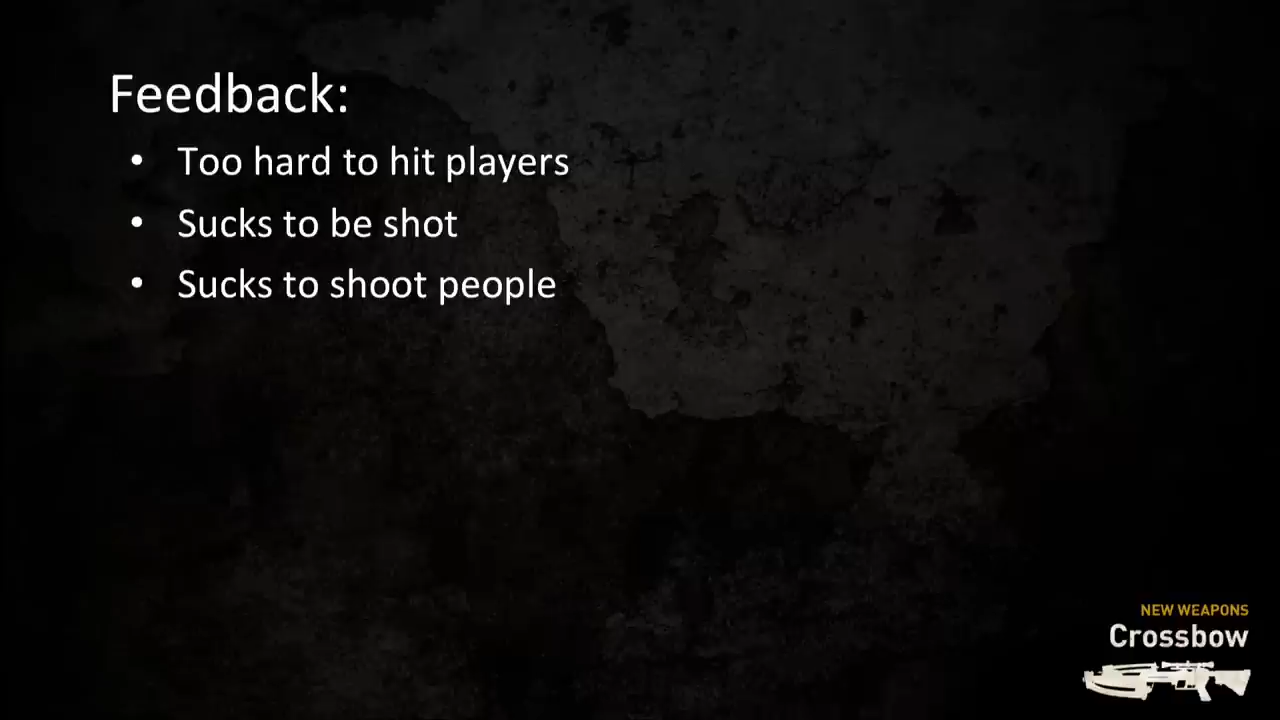 Feedback:
• Too hard to hit players
• Sucks to be shot
• Sucks to shoot people
NEW WEAPONS
Crossbow